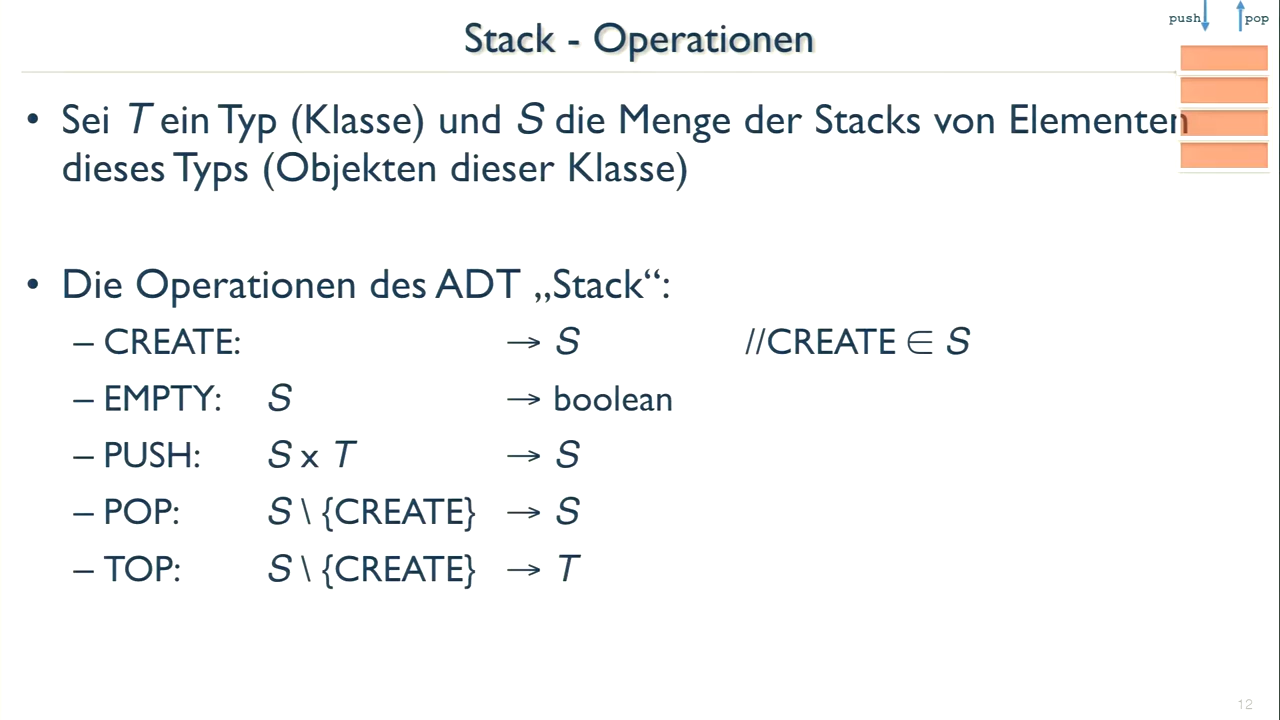 Stack - Operationen
push pop
• Sei T ein Typ (Klasse) und S die Menge der Stacks von Elementen
dieses Typs (Objekten dieser Klasse)
• Die Operationen des ADT „Stack“:
– CREATE: → S //CREATE ∈ S
– EMPTY: S → boolean
– PUSH: S x T → S
– POP: S \ {CREATE} → S
– TOP: S \ {CREATE} → T
12